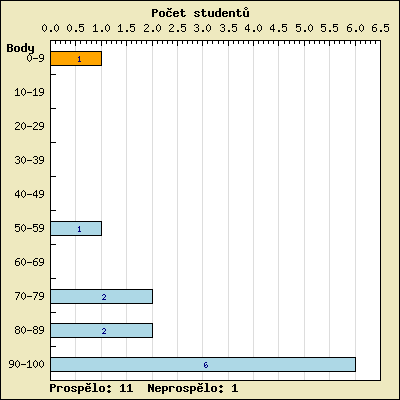 Počet studentů
0.0 0.5 1.0 1.5 2.0 2.5 3.0 3.5 4.0 4.5 5.0 5.5 6.0 6.5
Body
0-9 1
10-19
20-29
30-39
40-49
50-59 1
60-69
70-79 2
80-89 2
90-100 6
Prospělo: 11 Neprospělo: 1